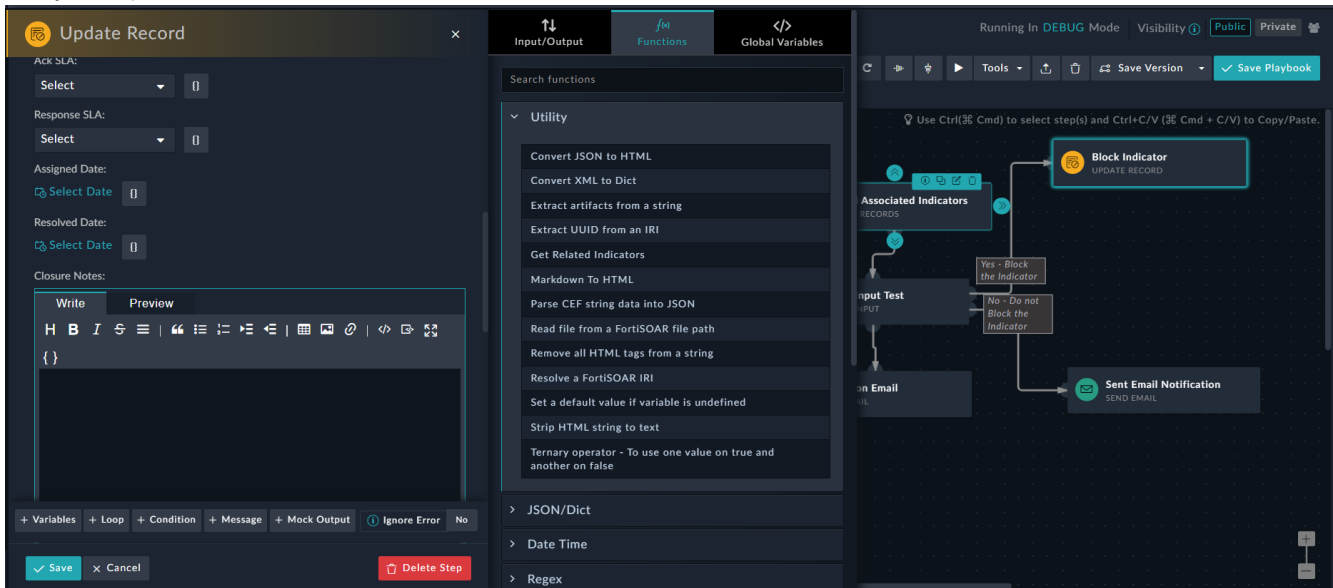 Update Record
×
Ack SLA:
Select
{}
Response SLA:
Select
{}
Assigned Date:
Select Date
{}
Resolved Date:
Select Date
{}
Closure Notes:
Write Preview
H B I S
{ }
+ Variables + Loop + Condition + Message + Mock Output Ignore Error No
Save × Cancel Delete Step
Input/Output
f(x)
Functions
</>
Global Variables
Search functions
Utility
Convert JSON to HTML
Convert XML to Dict
Extract artifacts from a string
Extract UUID from an IRI
Get Related Indicators
Markdown To HTML
Parse CEF string data into JSON
Read file from a FortiSOAR file path
Remove all HTML tags from a string
Resolve a FortiSOAR IRI
Set a default value if variable is undefined
Strip HTML string to text
Ternary operator - To use one value on true and
another on false
JSON/Dict
Date Time
Regex
Running In DEBUG Mode Visibility Public Private
Tools Save Version Save Playbook
Use Ctrl(⌘ Cmd) to select step(s) and Ctrl+C/V (⌘ Cmd + C/V) to Copy/Paste.
Block Indicator
UPDATE RECORD
Associated Indicators
RECORDS
Yes - Block
the Indicator
nput Test
NPUT
No - Do not
Block the
Indicator
on Email
AIL
Sent Email Notification
SEND EMAIL